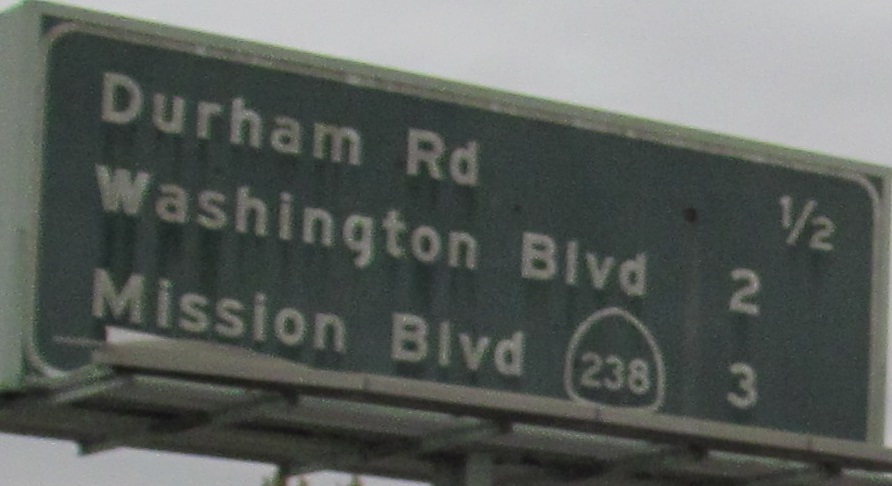 Durham Rd 1/2
Washington Blvd 2
Mission Blvd 238 3